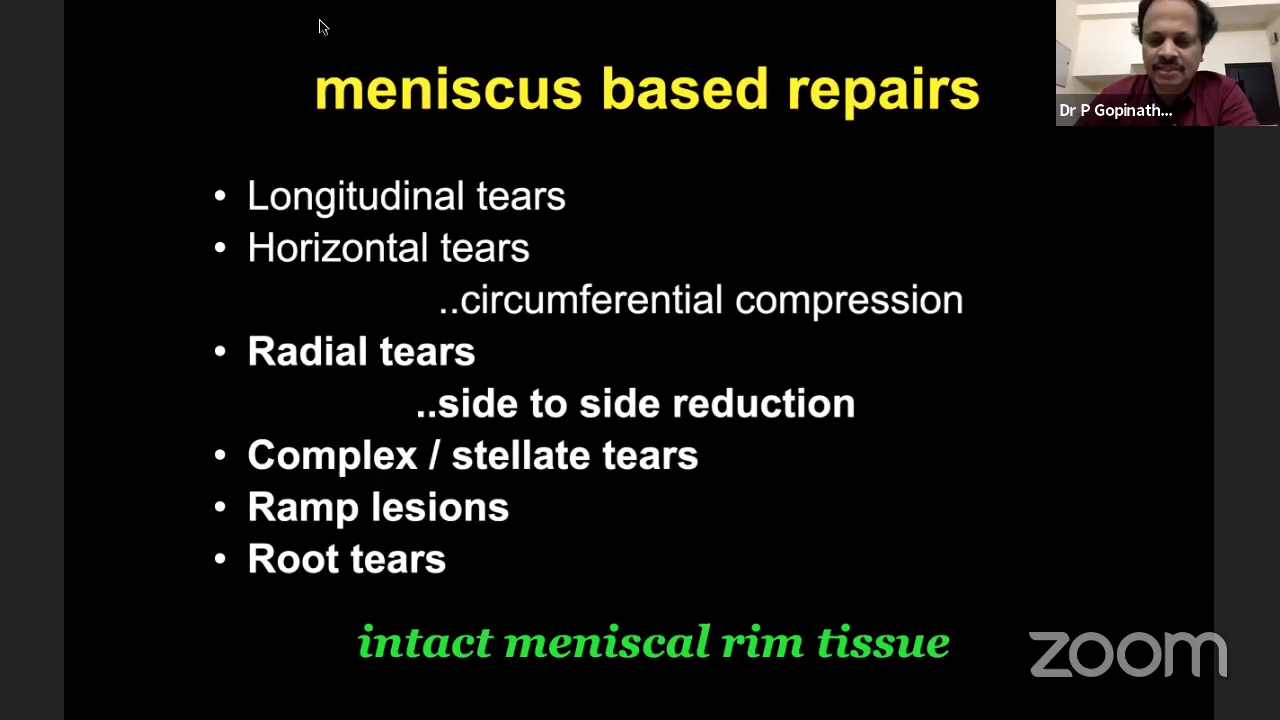 meniscus based repairs
Dr P Gopinath...
• Longitudinal tears
• Horizontal tears
..circumferential compression
• Radial tears
..side to side reduction
• Complex / stellate tears
• Ramp lesions
• Root tears
intact meniscal rim tissue
zoom